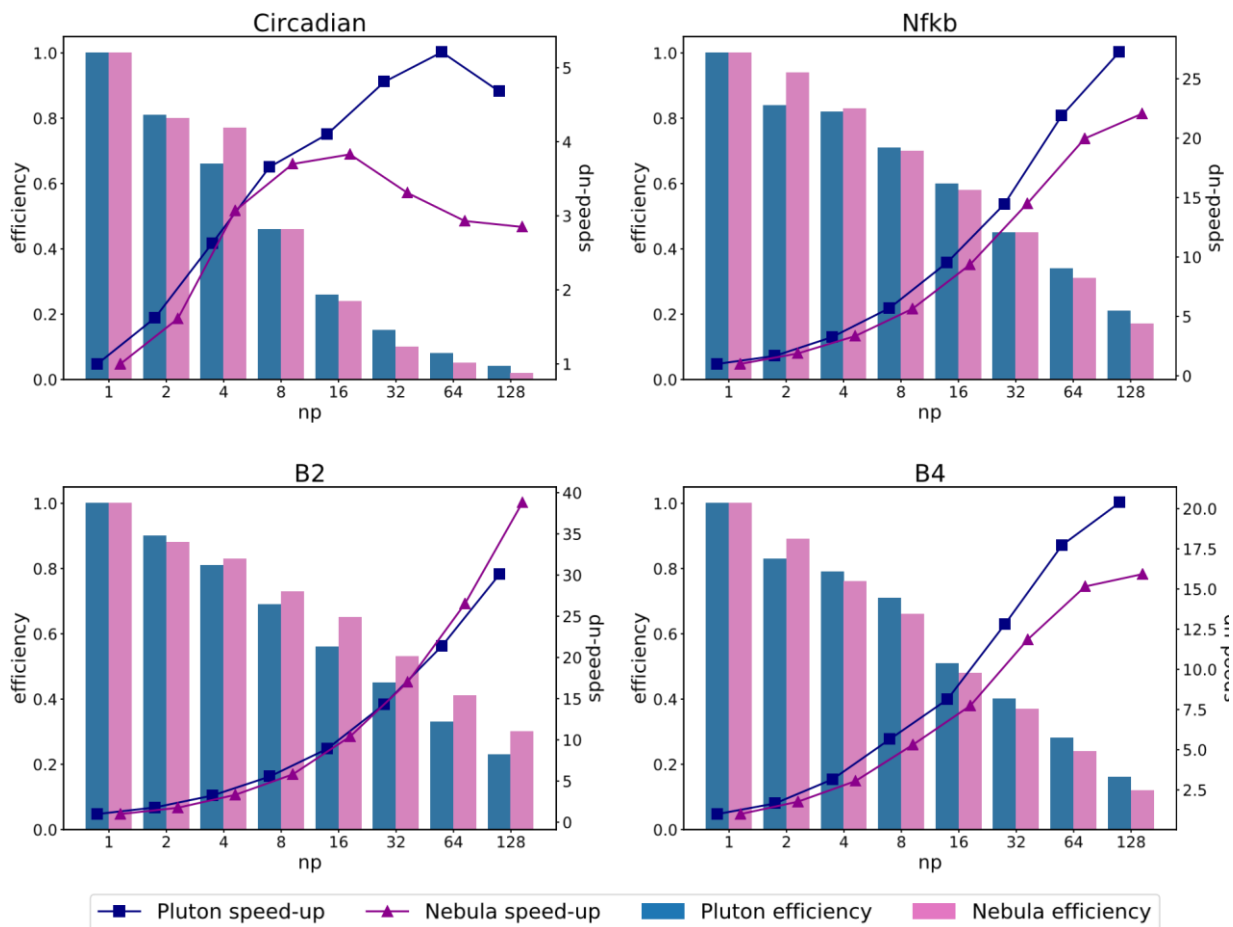 Circadian
Nfkb
1.0
0.8
0.6
0.4
0.2
0.0
efficiency
5
4
3
2
1
speed-up
1 2 4 8 16 32 64 128
np
1.0
0.8
0.6
0.4
0.2
0.0
efficiency
25
20
15
10
5
0
speed-up
1 2 4 8 16 32 64 128
np
B2
B4
1.0
0.8
0.6
0.4
0.2
0.0
efficiency
40
35
30
25
20
15
10
5
0
speed-up
1 2 4 8 16 32 64 128
np
1.0
0.8
0.6
0.4
0.2
0.0
efficiency
20.0
17.5
15.0
12.5
10.0
7.5
5.0
2.5
speed-up
1 2 4 8 16 32 64 128
np
Pluton speed-up Nebula speed-up Pluton efficiency Nebula efficiency